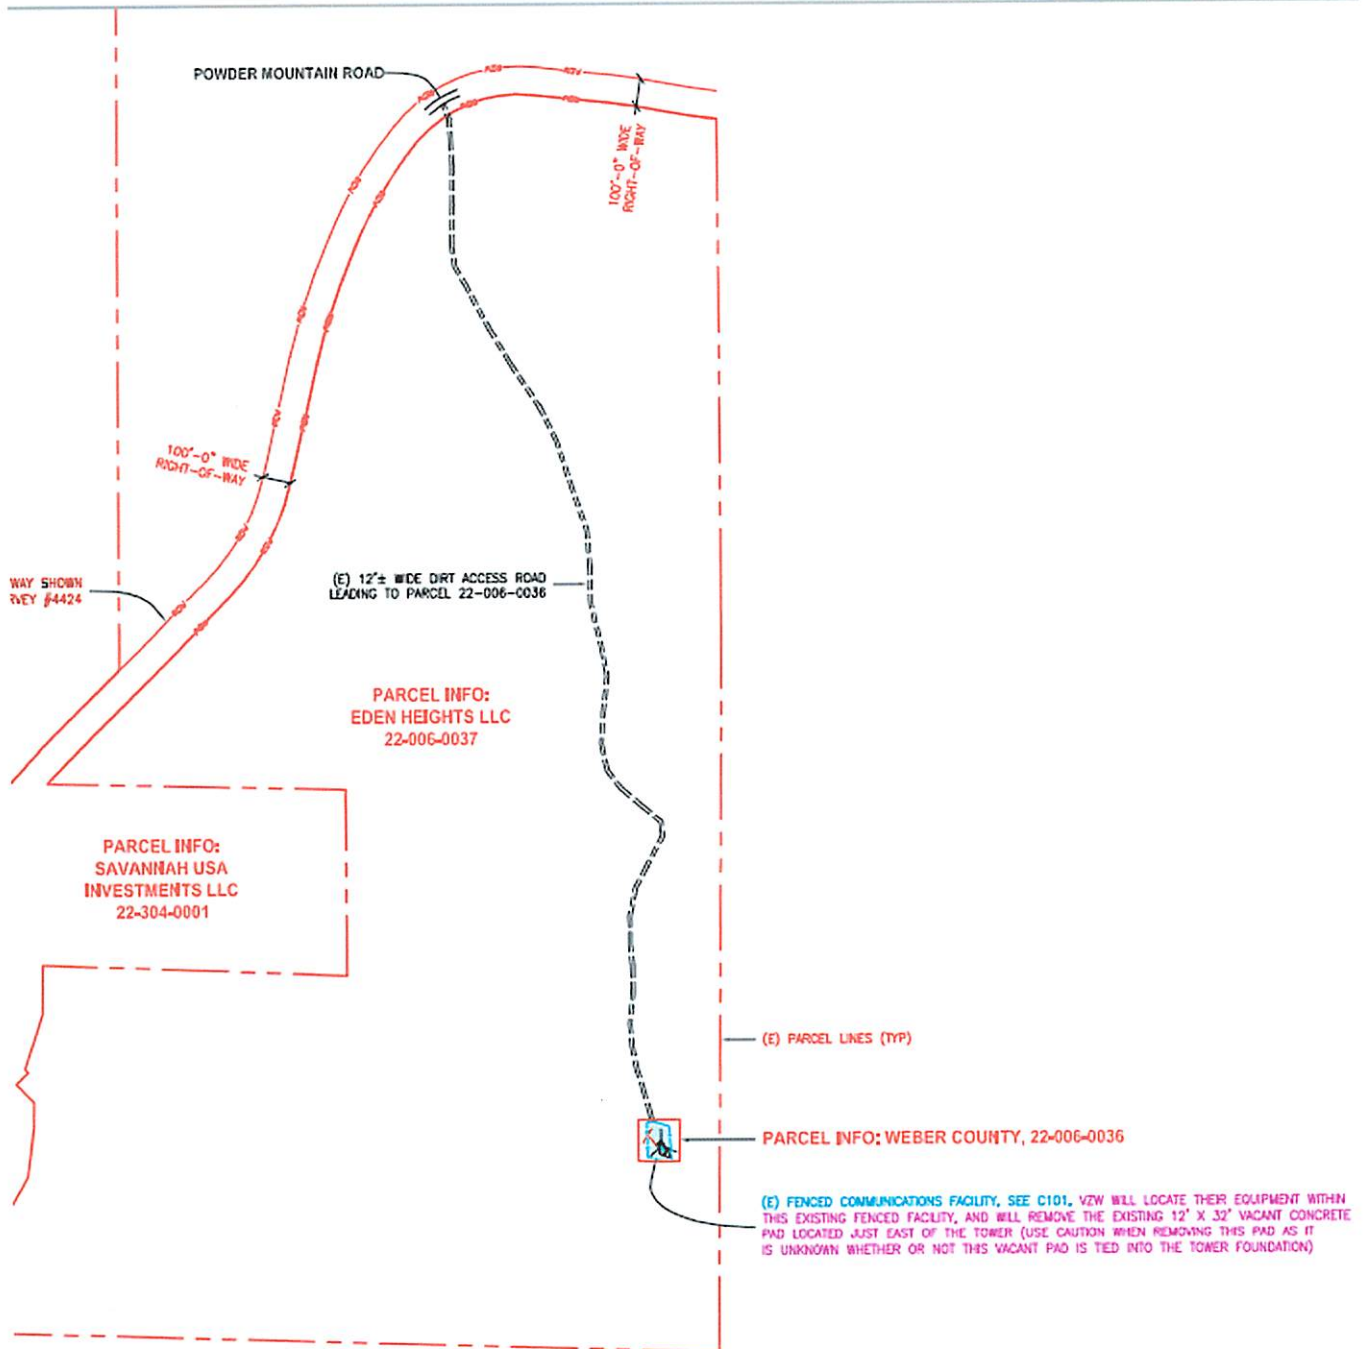 POWDER MOUNTAIN ROAD
100'-0" WIDE
RIGHT-OF-WAY
100'-0" WIDE
RIGHT-OF-WAY
WAY SHOWN
#4424
(E) 12'± WIDE DIRT ACCESS ROAD
LEADING TO PARCEL 22-006-0036
PARCEL INFO:
EDEN HEIGHTS LLC
22-006-0037
PARCEL INFO:
SAVANNAH USA
INVESTMENTS LLC
22-304-0001
(E) PARCEL LINES (TYP)
PARCEL INFO: WEBER COUNTY, 22-006-0036
(E) FENCED COMMUNICATIONS FACILITY, SEE C101, VZW WILL LOCATE THEIR EQUIPMENT WITHIN
THIS EXISTING FENCED FACILITY, AND WILL REMOVE THE EXISTING 12' X 32' VACANT CONCRETE
PAD LOCATED JUST EAST OF THE TOWER (USE CAUTION WHEN REMOVING THIS PAD AS IT
IS UNKNOWN WHETHER OR NOT THIS VACANT PAD IS TIED INTO THE TOWER FOUNDATION)